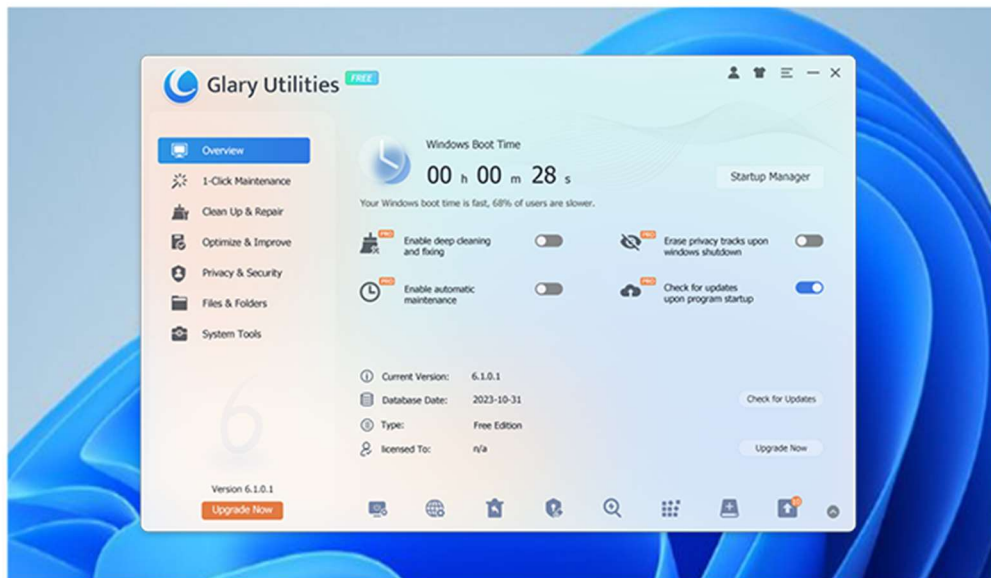 Glary Utilities FREE
Overview
1-Click Maintenance
Clean Up & Repair
Optimize & Improve
Privacy & Security
Files & Folders
System Tools
6
Version 6.1.0.1
Upgrade Now
Windows Boot Time
00 h 00 m 28 s
Startup Manager
Your Windows boot time is fast, 68% of users are slower.
PRO
Enable deep cleaning
and fixing
PRO
Erase privacy tracks upon
windows shutdown
PRO
Enable automatic
maintenance
PRO
Check for updates
upon program startup
Current Version: 6.1.0.1
Database Date: 2023-10-31
Check for Updates
Type: Free Edition
licensed To: n/a
Upgrade Now